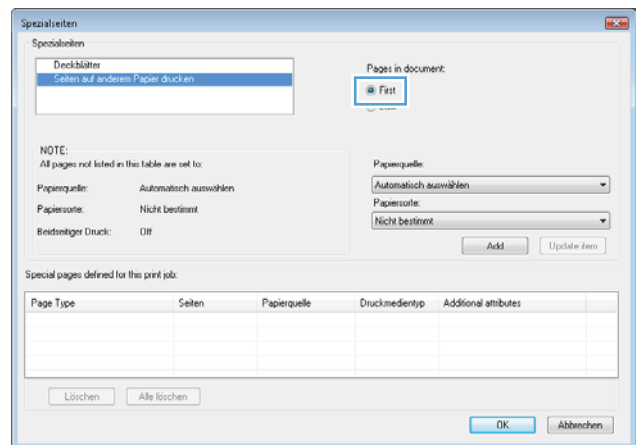 Spezialseiten
Spezialseiten
Deckblätter
Seiten auf anderem Papier drucken
Pages in document:
First
NOTE:
All pages not listed in this table are set to:
Papierquelle:
Automatisch auswählen
Papiersorte:
Nicht bestimmt
Beidseitiger Druck:
Off
Papierquelle:
Automatisch auswählen
Papiersorte:
Nicht bestimmt
Add
Update item
Special pages defined for this print job:
Page Type
Seiten
Papierquelle
Druckmedientyp
Additional attributes
Löschen
Alle löschen
OK
Abbrechen